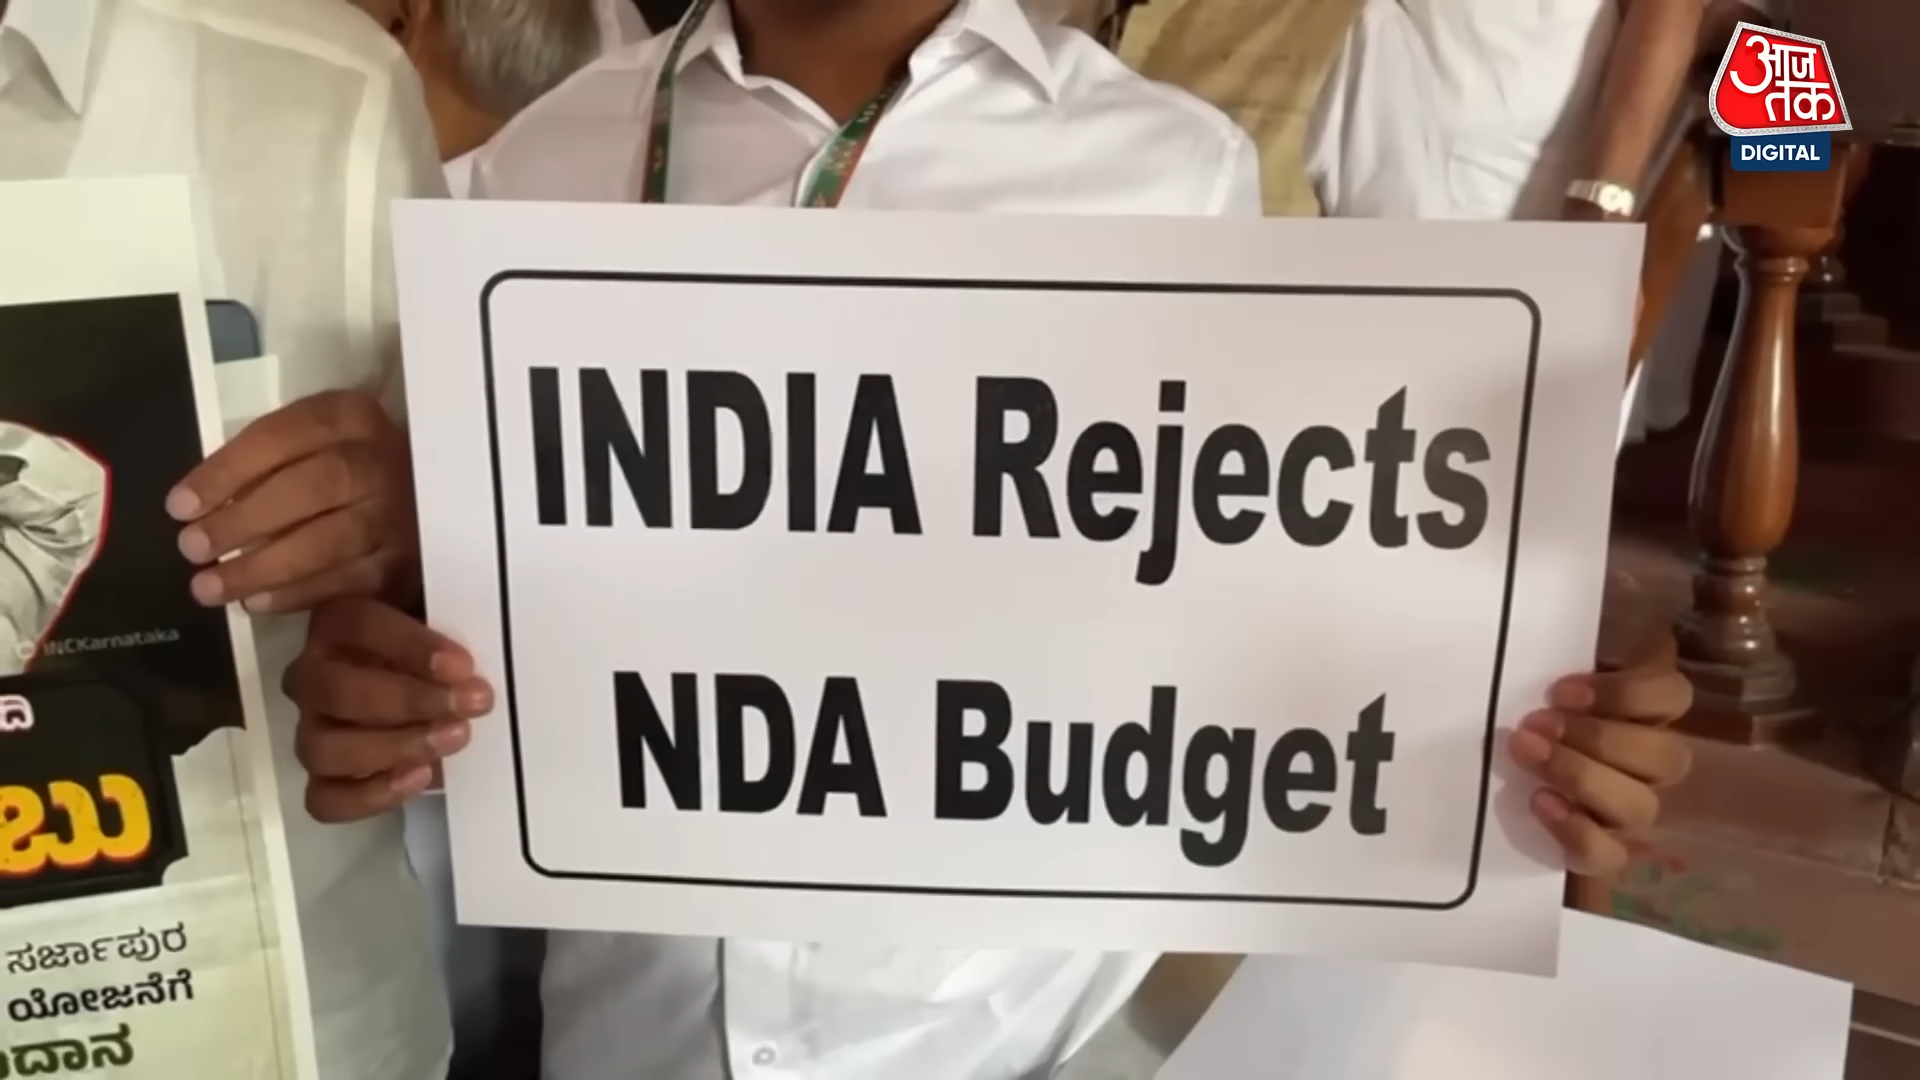 आज
तक
DIGITAL
INDIA Rejects
NDA Budget
INCKarnataka
ಸರ್ಜಾಪುರ
ಯೋಜನೆಗೆ